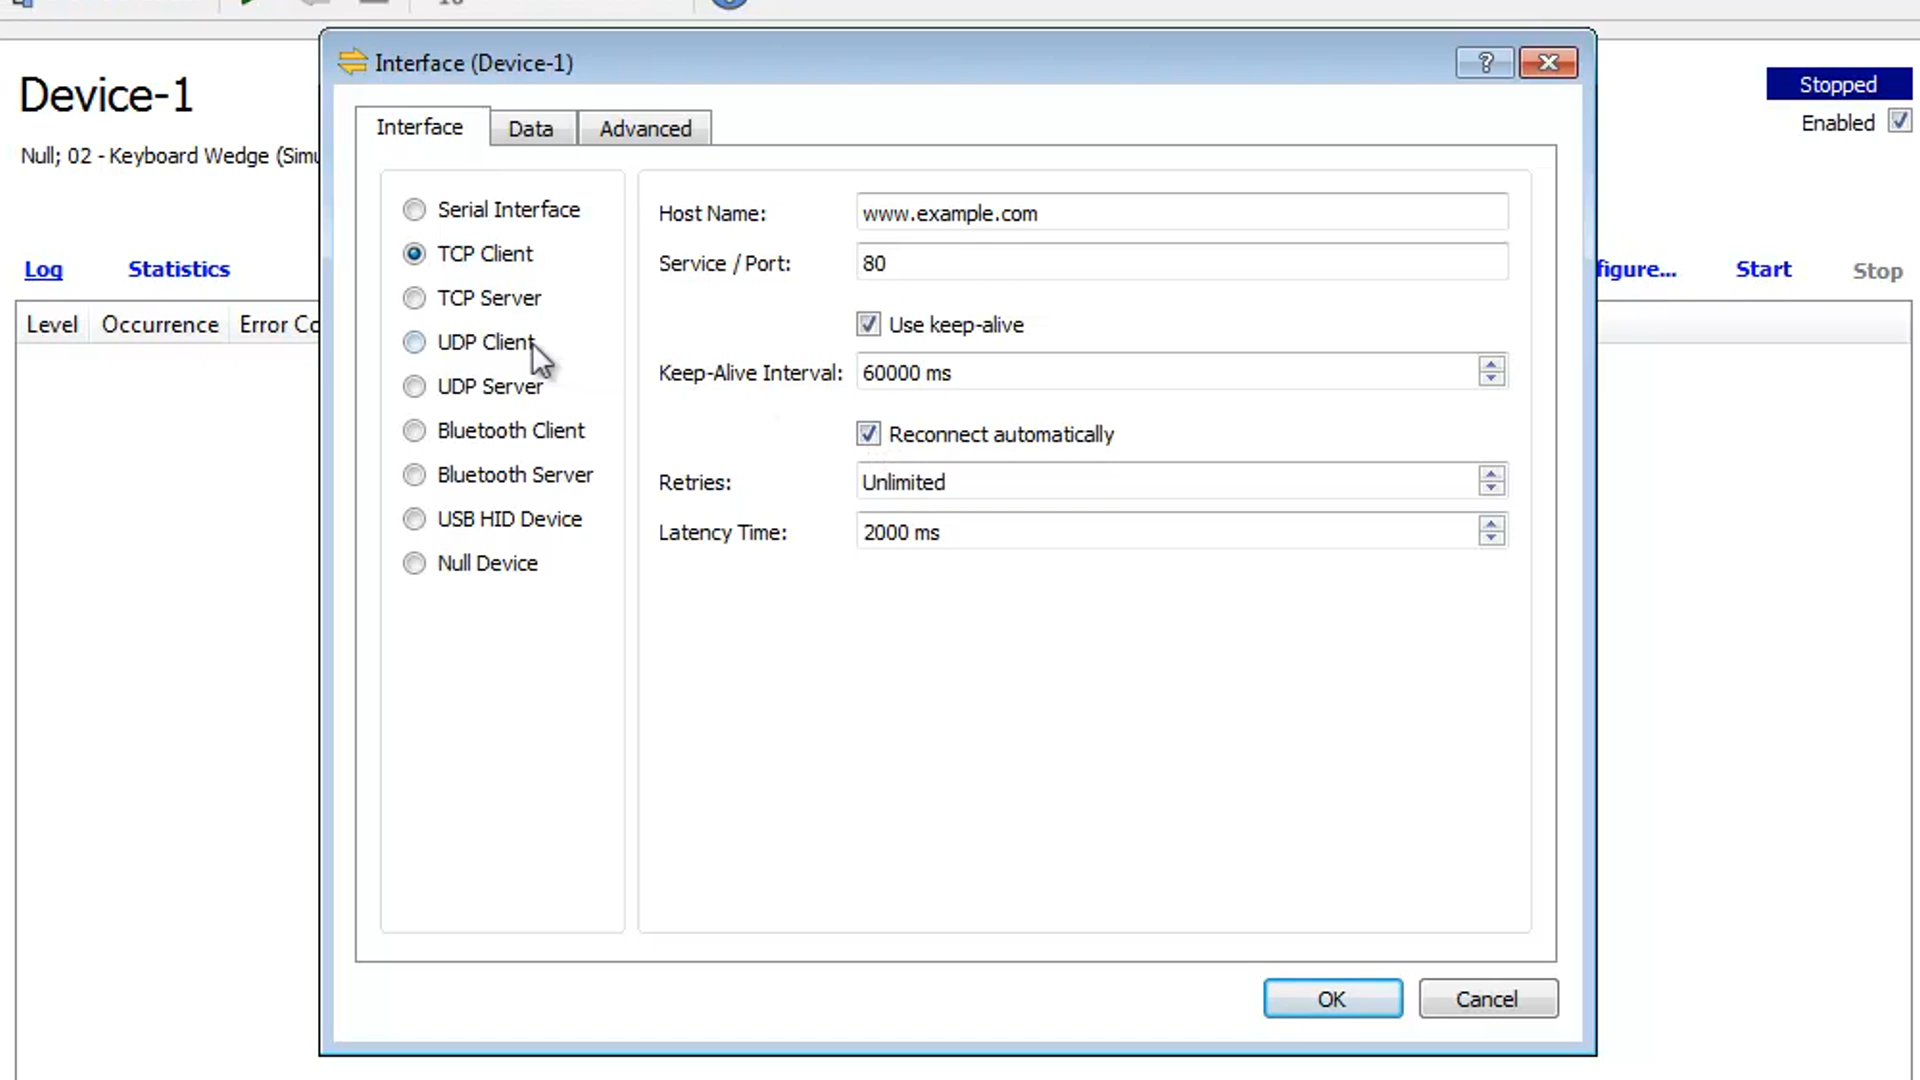 Interface (Device-1)
?
Device-1
Stopped
Enabled
Null; 02 - Keyboard Wedge (Simu
Interface
Data
Advanced
Log
Statistics
figure...
Start
Stop
Level
Occurrence
Error Co
Serial Interface
TCP Client
TCP Server
UDP Client
UDP Server
Bluetooth Client
Bluetooth Server
USB HID Device
Null Device
Host Name: www.example.com
Service / Port: 80
Use keep-alive
Keep-Alive Interval: 60000 ms
Reconnect automatically
Retries: Unlimited
Latency Time: 2000 ms
OK
Cancel